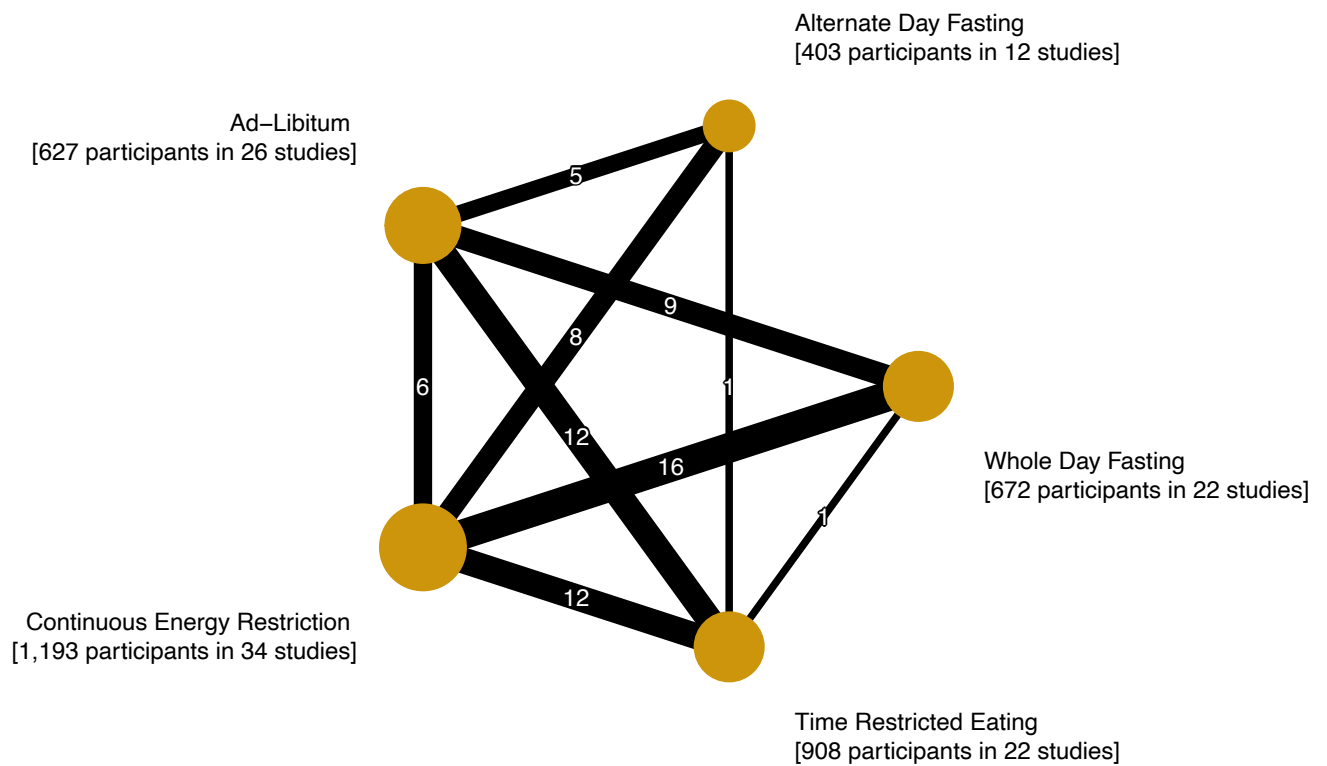 Alternate Day Fasting
[403 participants in 12 studies]
Ad−Libitum
[627 participants in 26 studies]
5
9
8
6
1
12
16
Whole Day Fasting
[672 participants in 22 studies]
1
12
Continuous Energy Restriction
[1,193 participants in 34 studies]
Time Restricted Eating
[908 participants in 22 studies]